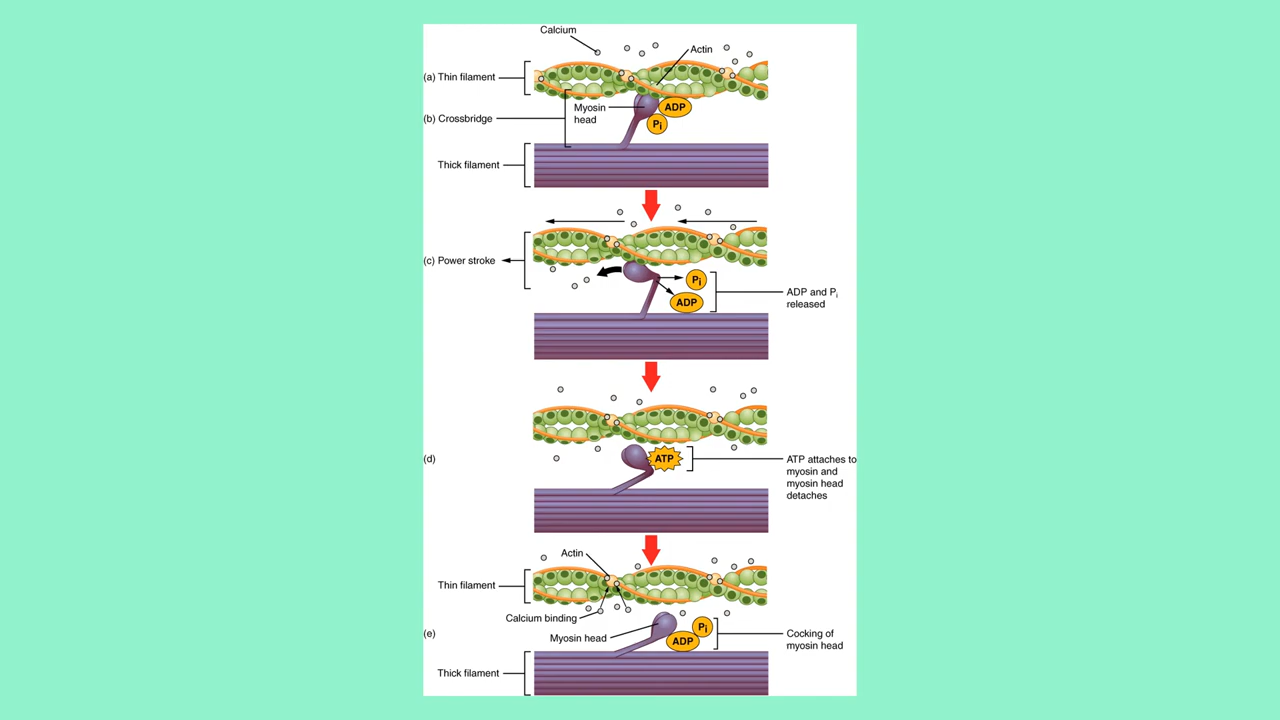 Calcium
Actin
(a) Thin filament
Myosin
head
ADP
Pi
(b) Crossbridge
Thick filament
(c) Power stroke
Pi
ADP
ADP and Pi
released
(d)
ATP
ATP attaches to
myosin and
myosin head
detaches
Actin
Thin filament
Calcium binding
Myosin head
Pi
ADP
(e)
Cocking of
myosin head
Thick filament